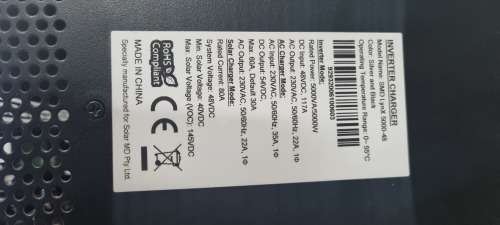 INVERTER CHARGER
Model Name: SMD LynX 5000-48
Color: Silver and Black
Operating Temperature Range: 0~55°C
Inverter Mode:
Rated Power: 5000VA/5000W
DC Input: 48VDC, 117A
AC Output: 230VAC, 50/60Hz, 22A, 1Φ
AC Charger Mode:
AC Input: 230VAC, 50/60Hz, 35A, 1Φ
DC Output: 54VDC,
Max. 60A, Default 30A
AC Output: 230VAC, 50/60Hz, 22A, 1Φ
Solar Charger Mode:
Rated Current: 80A
System Voltage: 48VDC
Min. Solar Voltage:
Max. Solar Voltage (VOC): 145VDC
RoHS
Compliant
CE
MADE IN CHINA
Specially manufactured for Solar MD Pty Ltd.